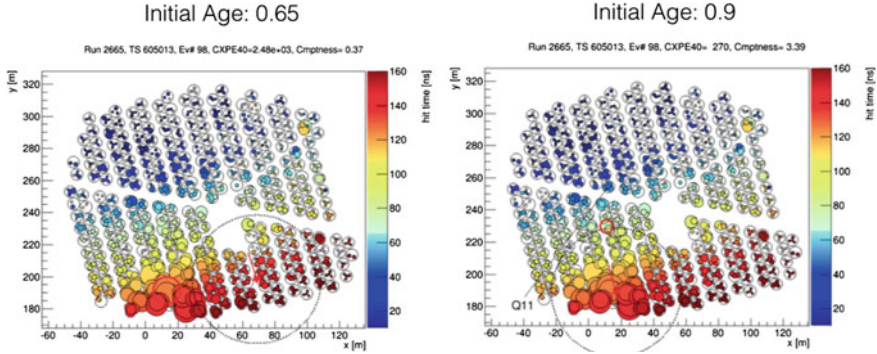 Initial Age: 0.65
Run 2665, TS 605013, Ev# 98, CXPE40=2.48e+03, Cmptness= 0.37
y [m]
320
300
280
260
240
220
200
180
-60 -40 -20 0 20 40 60 80 100 120
x [m]
160
140
120
100
80
60
40
20
hit time [ns]
Initial Age: 0.9
Run 2665, TS 605013, Ev# 98, CXPE40= 270, Cmptness= 3.39
y [m]
320
300
280
260
240
220
200
180
Q11
-60 -40 -20 0 20 40 60 80 100 120
x [m]
160
140
120
100
80
60
40
20
hit time [ns]